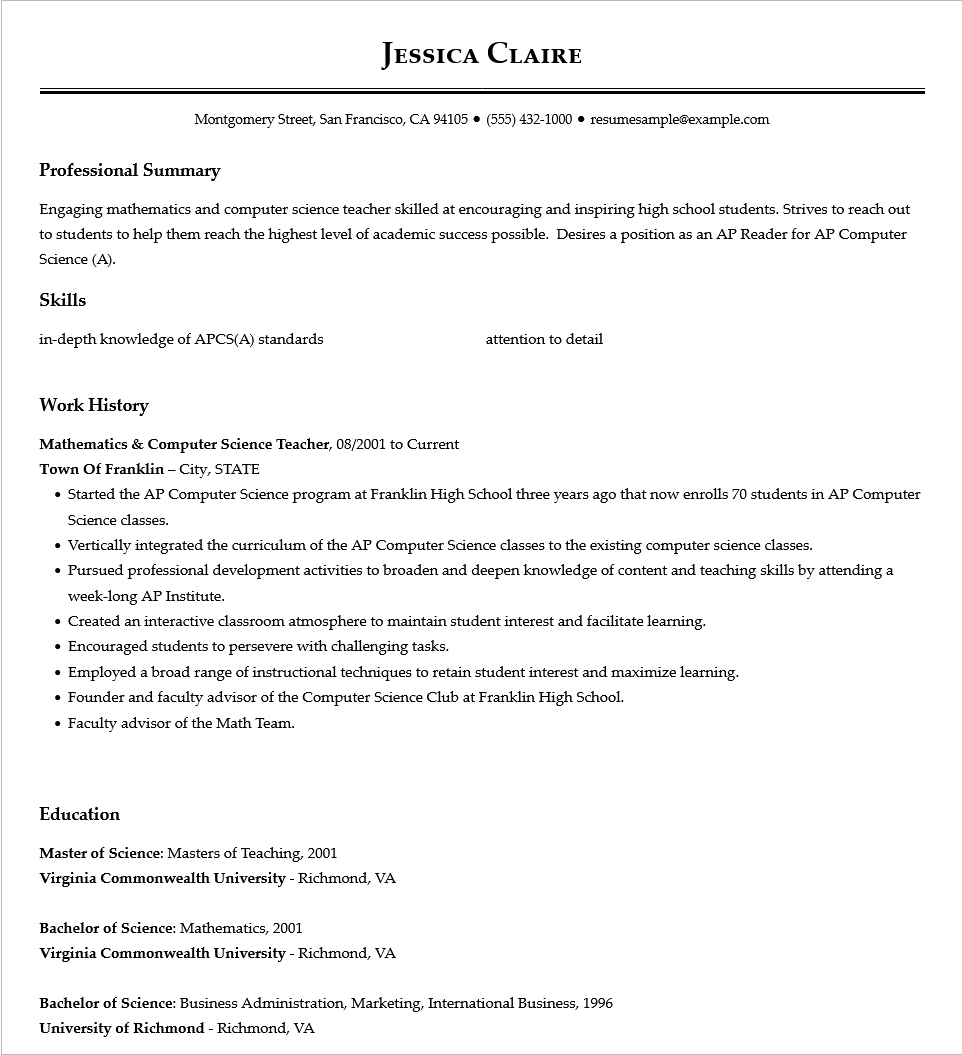 Jessica Claire
Montgomery Street, San Francisco, CA 94105 ● (555) 432-1000 ● resumesample@example.com
Professional Summary
Engaging mathematics and computer science teacher skilled at encouraging and inspiring high school students. Strives to reach out
to students to help them reach the highest level of academic success possible.  Desires a position as an AP Reader for AP Computer
Science (A).
Skills
in-depth knowledge of APCS(A) standards attention to detail
Work History
Mathematics & Computer Science Teacher, 08/2001 to Current
Town Of Franklin – City, STATE
• Started the AP Computer Science program at Franklin High School three years ago that now enrolls 70 students in AP Computer
Science classes.
• Vertically integrated the curriculum of the AP Computer Science classes to the existing computer science classes.
• Pursued professional development activities to broaden and deepen knowledge of content and teaching skills by attending a
week-long AP Institute.
• Created an interactive classroom atmosphere to maintain student interest and facilitate learning.
• Encouraged students to persevere with challenging tasks.
• Employed a broad range of instructional techniques to retain student interest and maximize learning.
• Founder and faculty advisor of the Computer Science Club at Franklin High School.
• Faculty advisor of the Math Team.
Education
Master of Science: Masters of Teaching, 2001
Virginia Commonwealth University - Richmond, VA
Bachelor of Science: Mathematics, 2001
Virginia Commonwealth University - Richmond, VA
Bachelor of Science: Business Administration, Marketing, International Business, 1996
University of Richmond - Richmond, VA